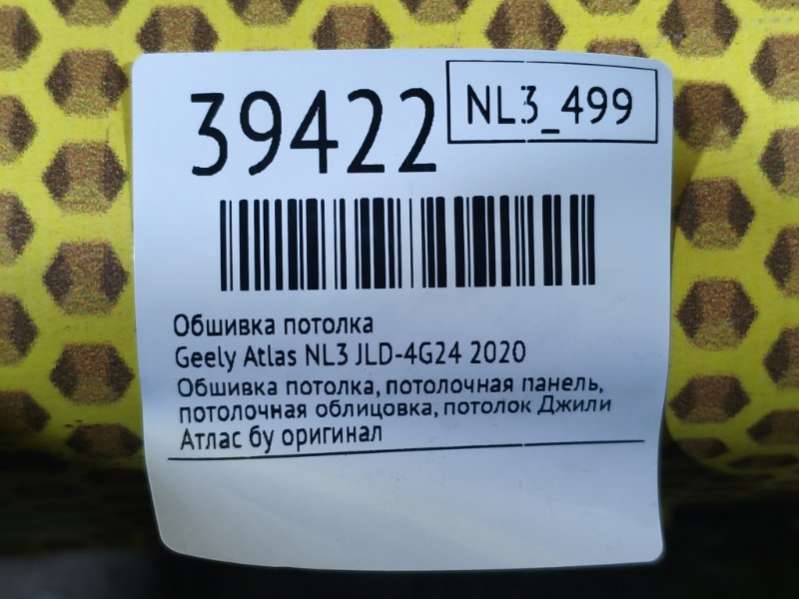 39422
NL3_499
Обшивка потолка
Geely Atlas NL3 JLD-4G24 2020
Обшивка потолка, потолочная панель,
потолочная облицовка, потолок Джили
Атлас бу оригинал